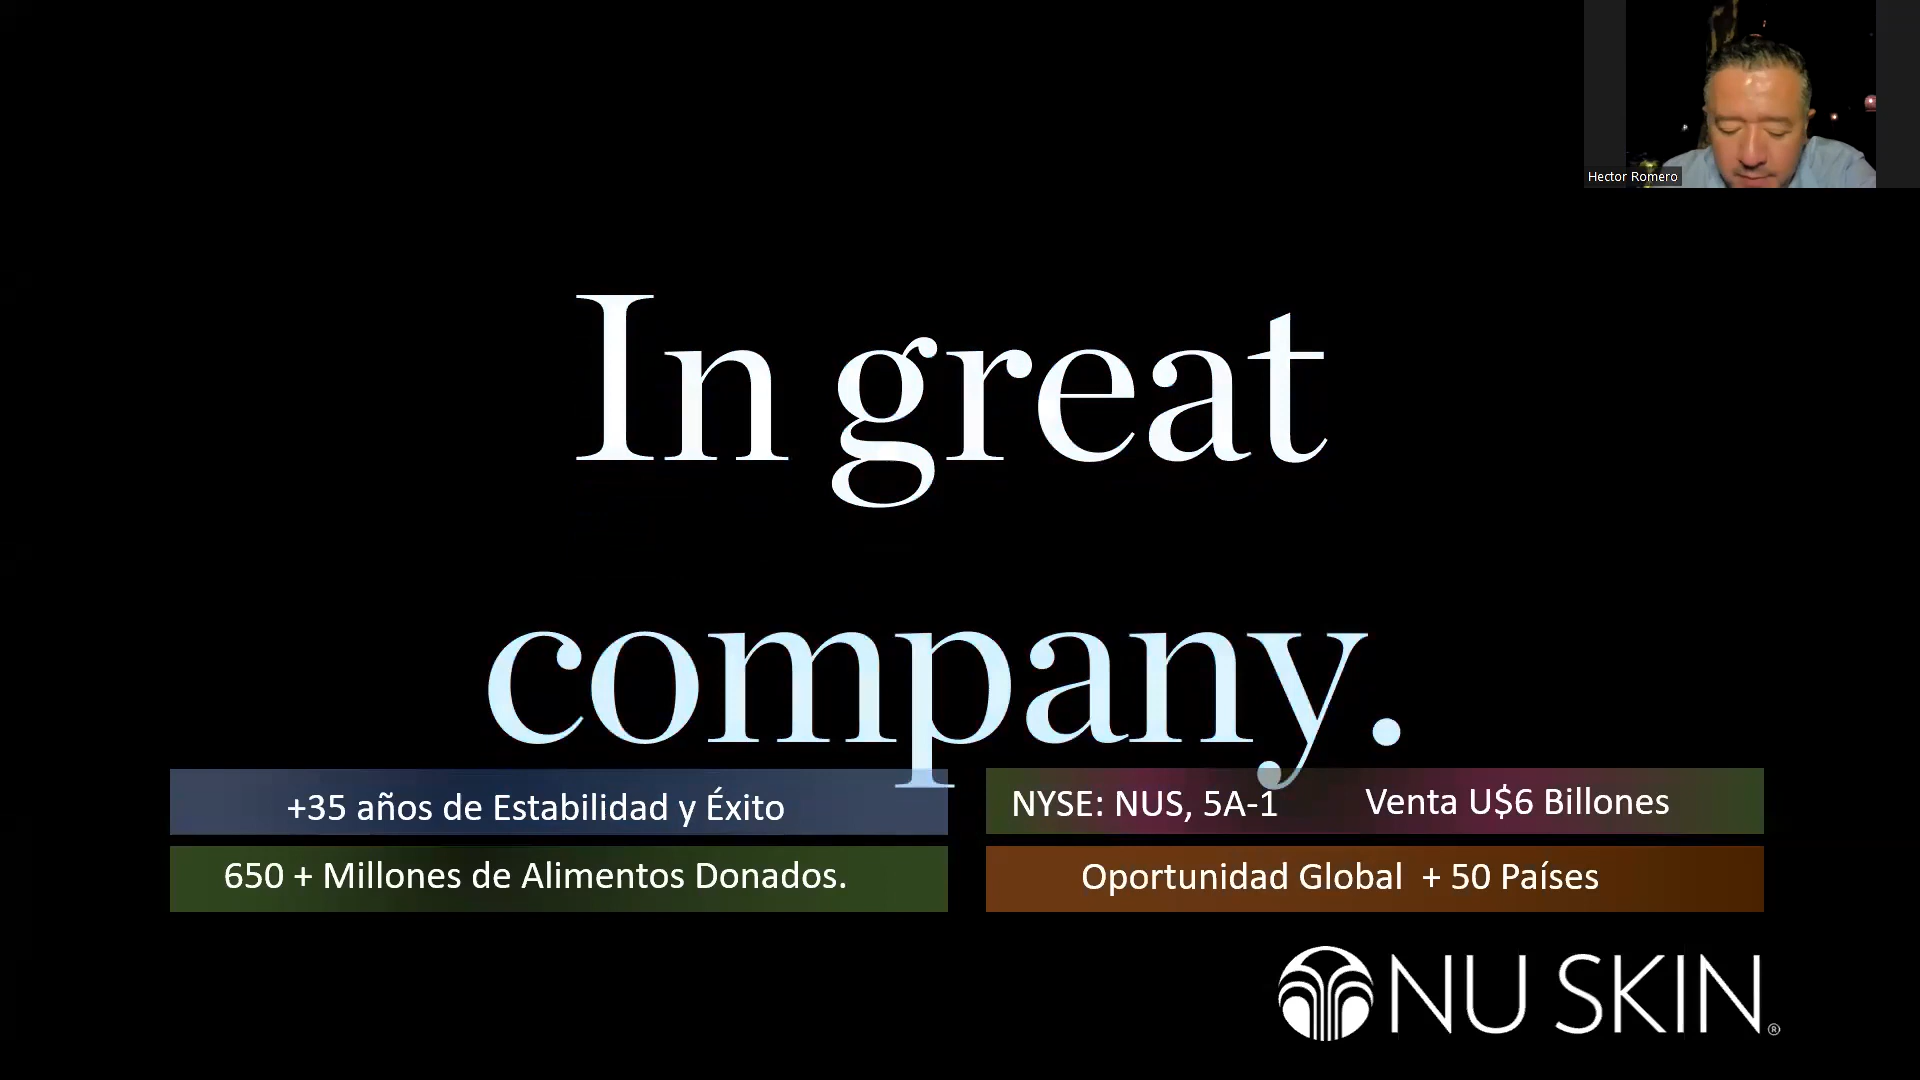 Hector Romero
In great
company.
+35 años de Estabilidad y Éxito
NYSE: NUS, 5A-1 Venta U$6 Billones
650 + Millones de Alimentos Donados.
Oportunidad Global + 50 Países
NU SKIN®